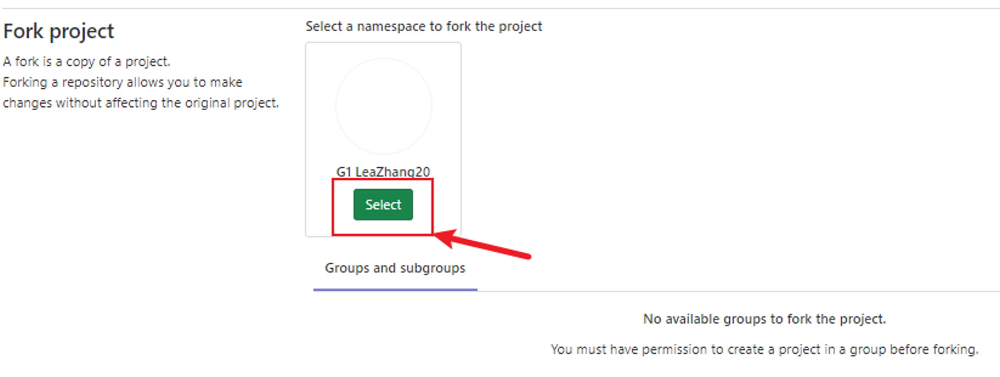 Fork project
A fork is a copy of a project.
Forking a repository allows you to make
changes without affecting the original project.
Select a namespace to fork the project
G1 LeaZhang20
Select
Groups and subgroups
No available groups to fork the project.
You must have permission to create a project in a group before forking.